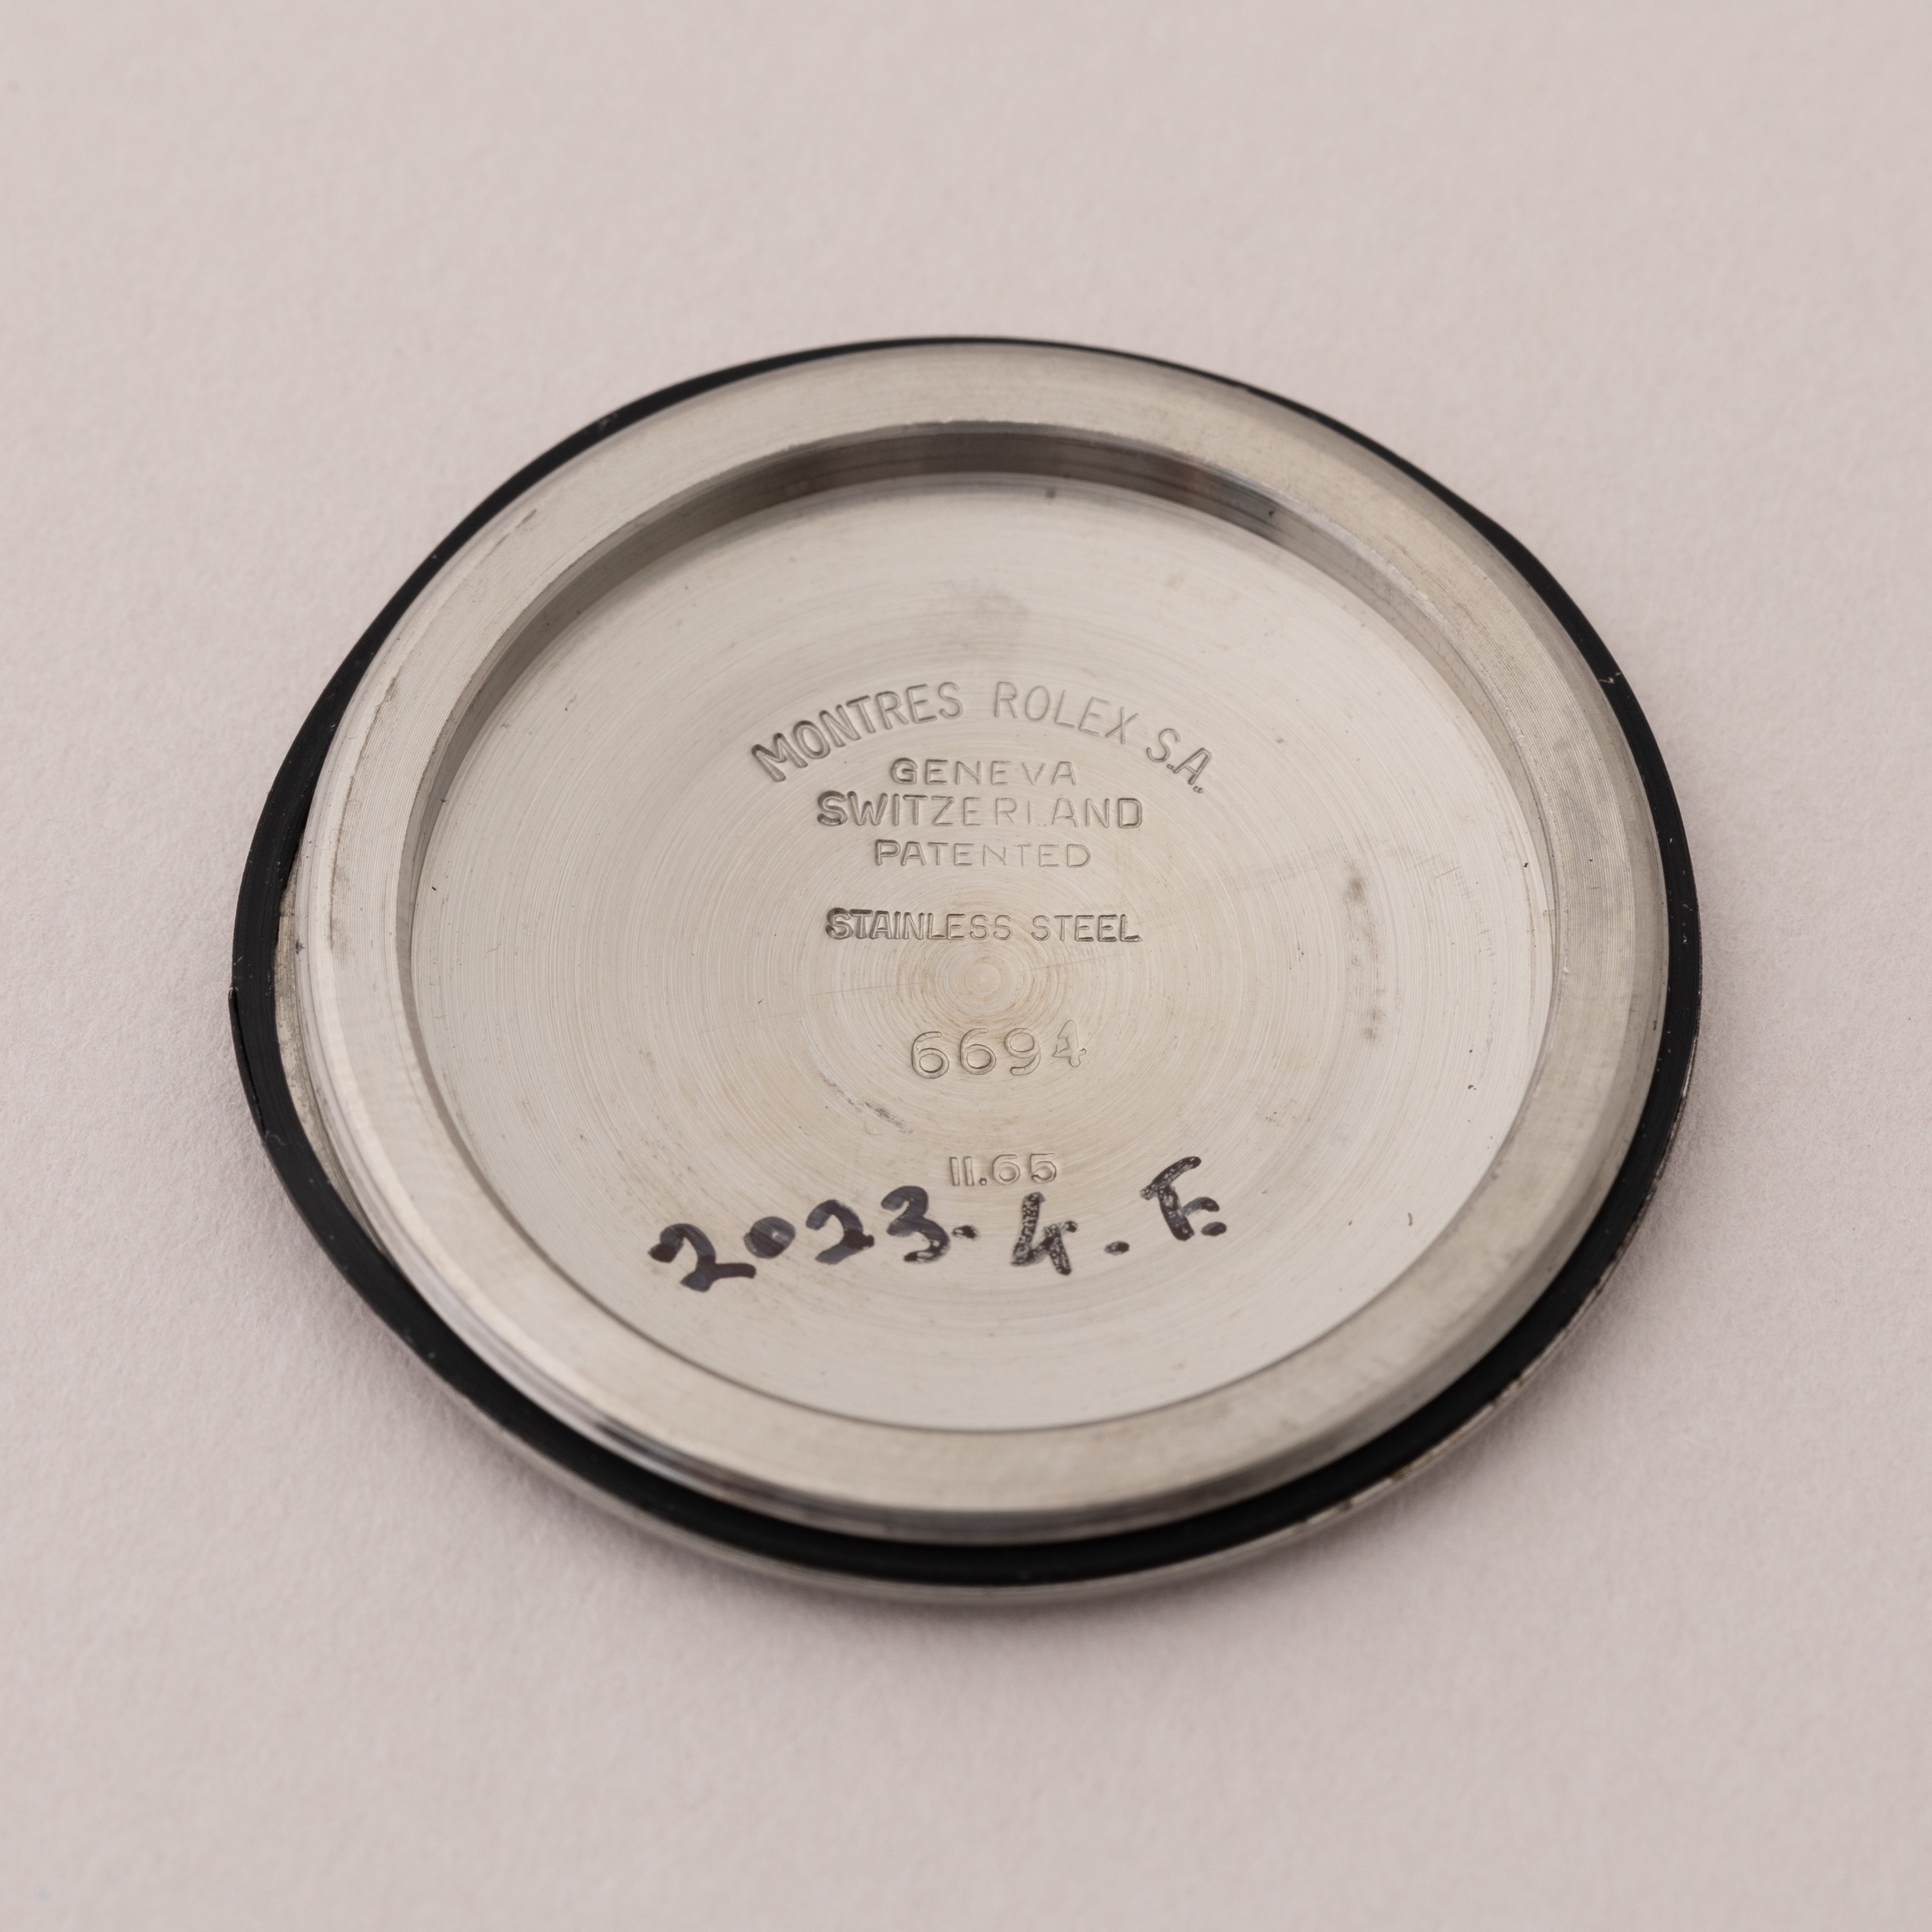 MONTRES ROLEX S.A.
GENEVA
SWITZERLAND
PATENTED
STAINLESS STEEL
6694
II.65
2023.4.F.